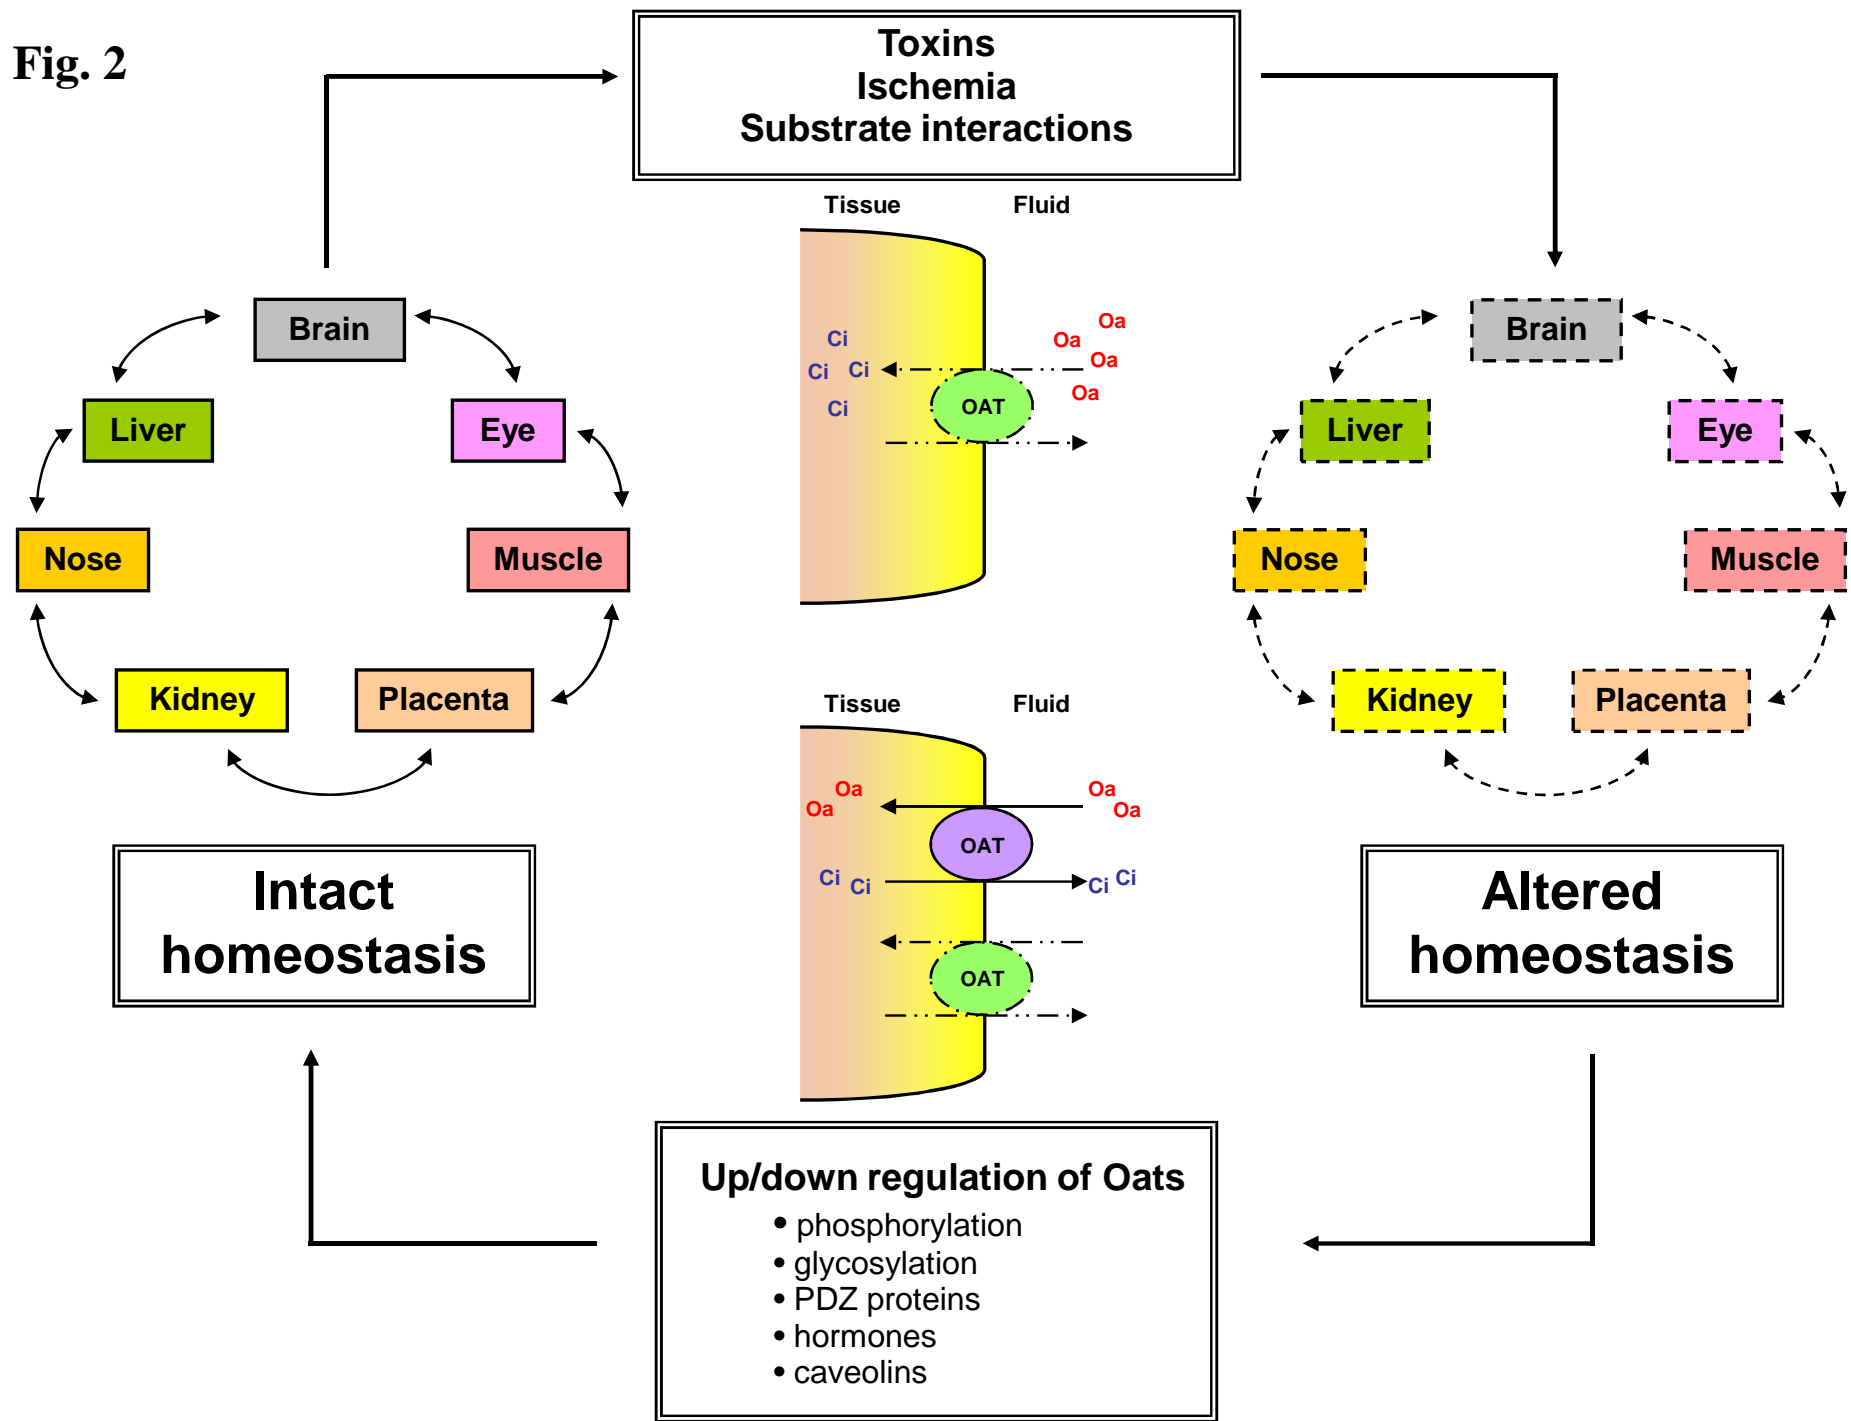 Fig. 2
Toxins
Ischemia
Substrate interactions
Tissue Fluid
Ci
Ci Ci
Ci
Oa
Oa
Oa
Oa
OAT
Brain
Liver
Eye
Nose
Muscle
Kidney
Placenta
Intact
homeostasis
Tissue Fluid
Oa
Oa
Oa
Oa
OAT
Ci Ci
Ci Ci
OAT
Brain
Liver
Eye
Nose
Muscle
Kidney
Placenta
Altered
homeostasis
Up/down regulation of Oats
• phosphorylation
• glycosylation
• PDZ proteins
• hormones
• caveolins